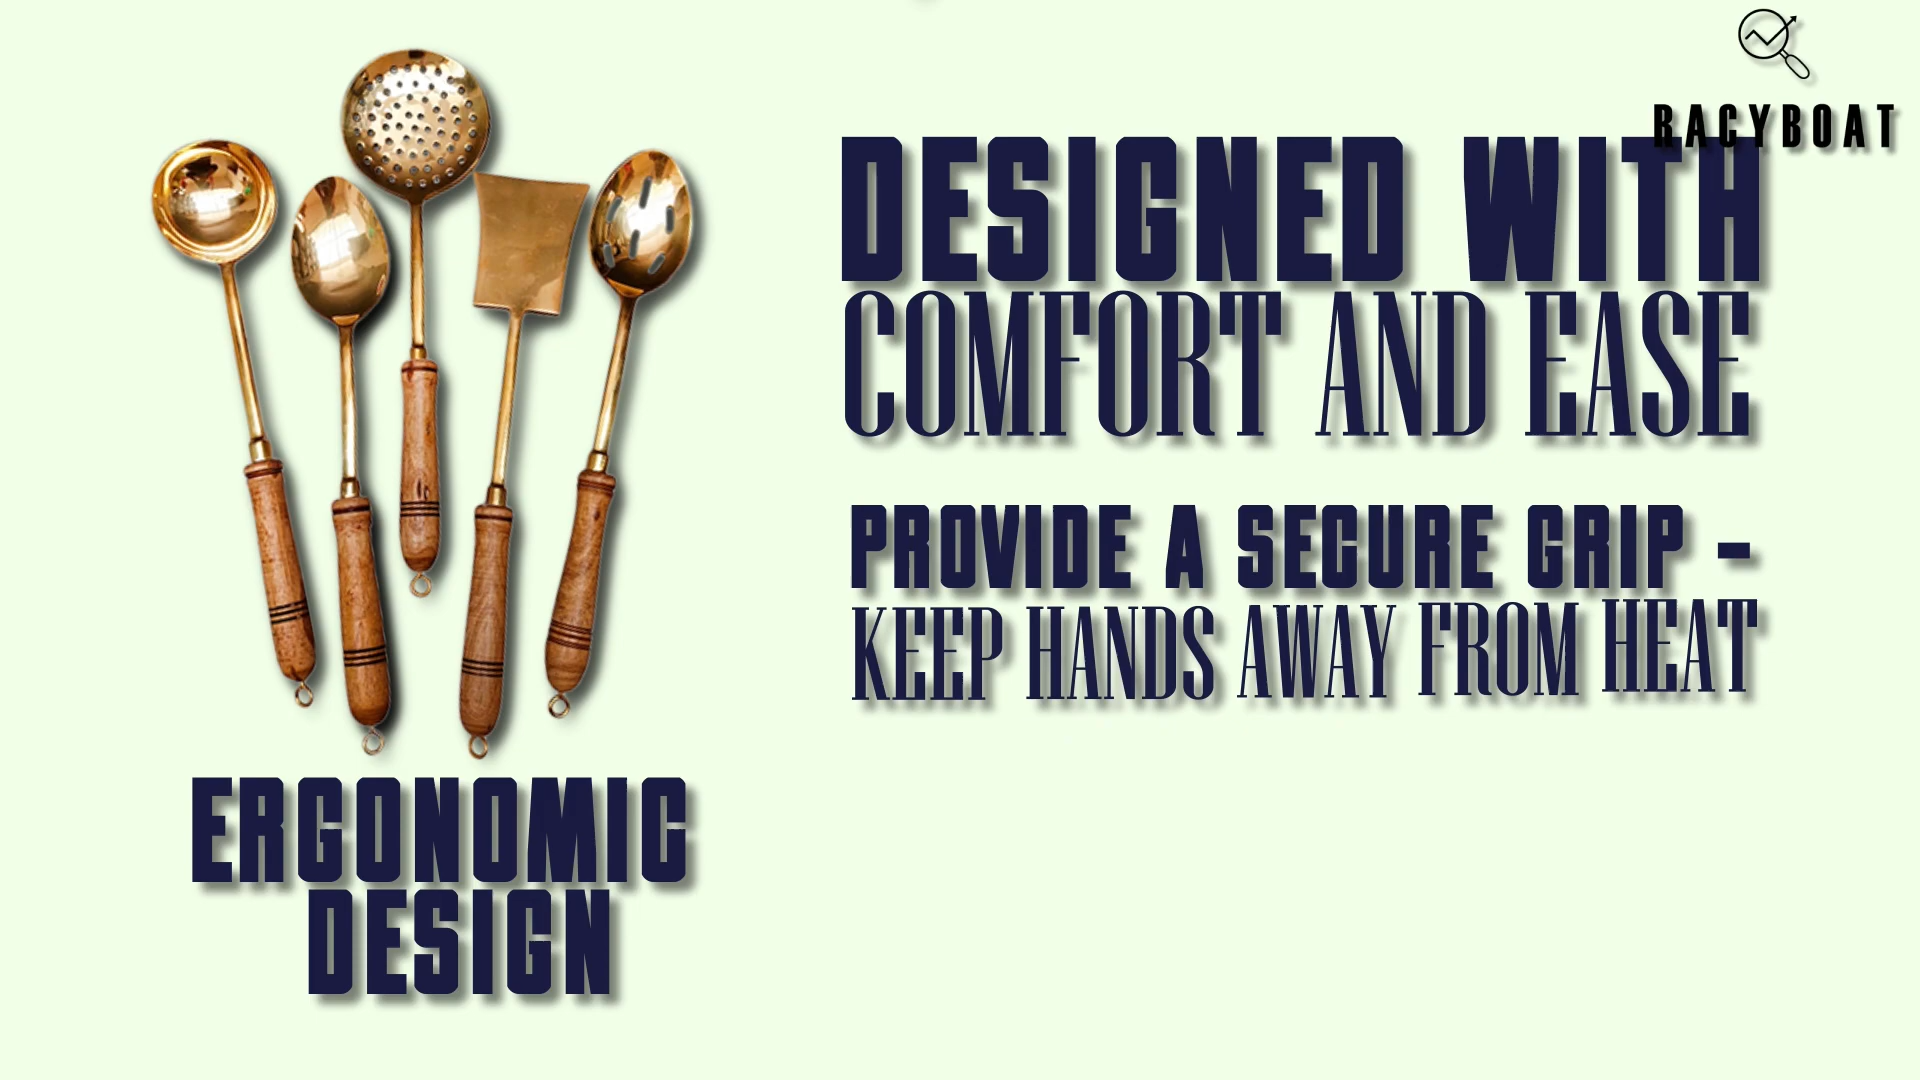 RACYBOAT
DESIGNED WITH
COMFORT AND EASE
PROVIDE A SECURE GRIP -
KEEP HANDS AWAY FROM HEAT
ERGONOMIC
DESIGN